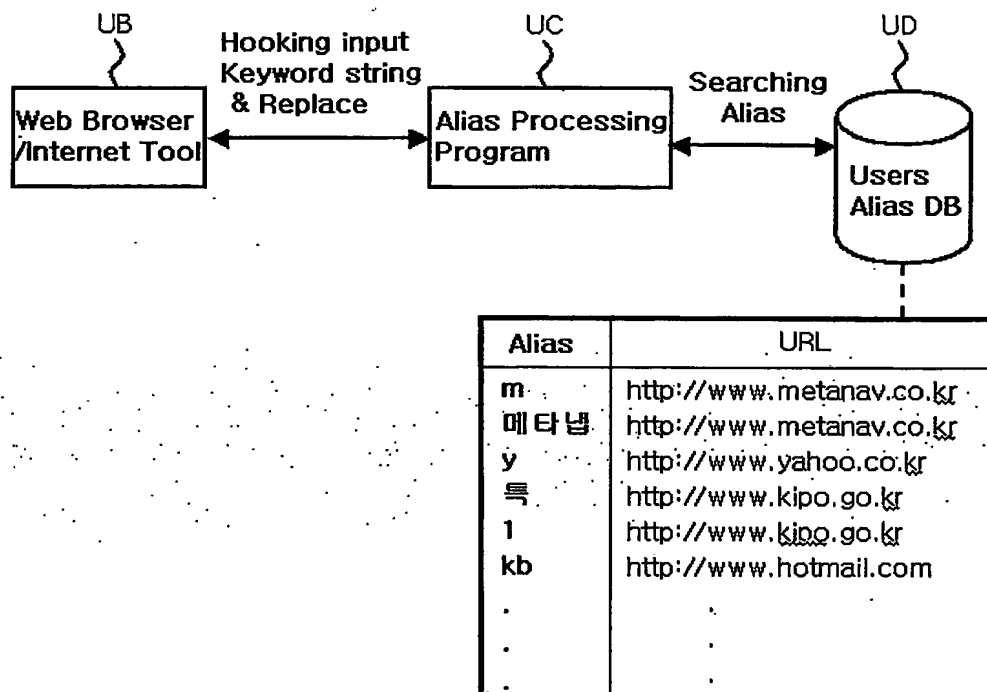 UB
UC
UD
Hooking input
Keyword string
& Replace
Searching
Alias
Web Browser
/Internet Tool
Alias Processing
Program
Users
Alias DB
Alias URL
m http://www.metanav.co.kr
메타냅 http://www.metanav.co.kr
y http://www.yahoo.co.kr
특 http://www.kipo.go.kr
1 http://www.kipo.go.kr
kb http://www.hotmail.com